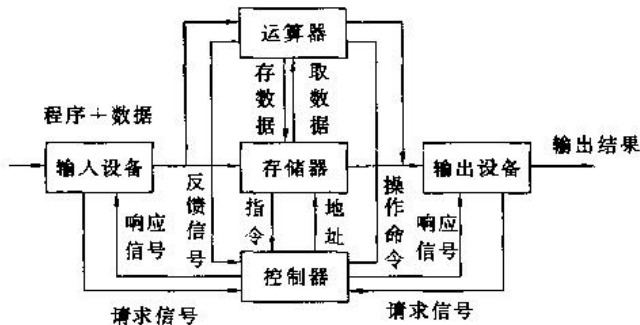 运算器
存数据
取数据
程序+数据
输出结果
输人设备
存储器
输出设备
反馈信号
指令
地址
操作命令
响应信号
响应信号
控制器
请求信号
请求信号